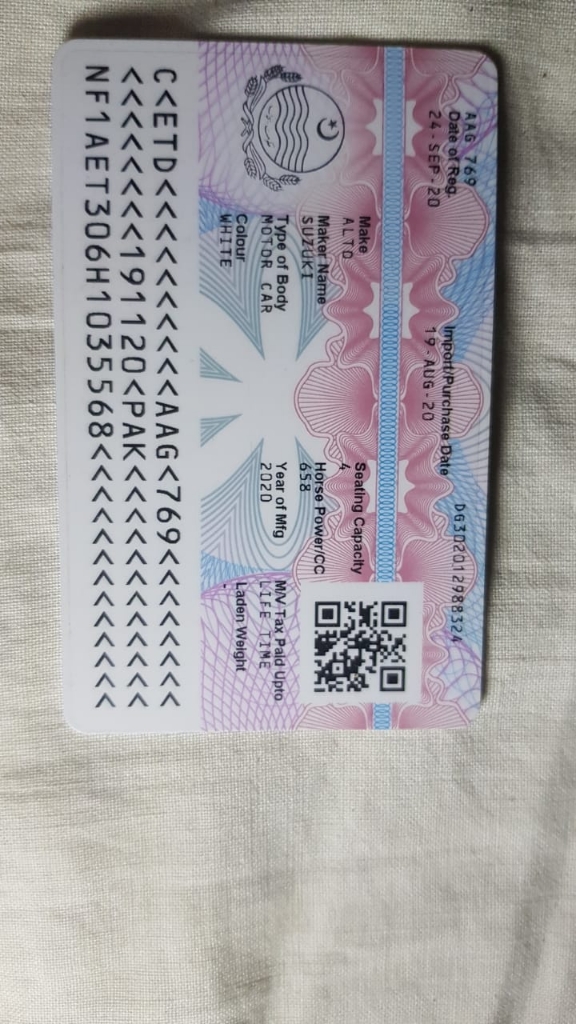 AAG 769 DG302012988324
Date of Reg. Import/Purchase Date
24-SEP-20 19-AUG-20
Make Seating Capacity
ALTO 4
Maker Name Horse Power/CC
SUZUKI 658
Type of Body Year of Mfg M/V Tax Paid Upto
MOTOR CAR 2020 LIFE TIME
Colour Laden Weight
WHITE
C<ETD<<<<<<<<<<AAG<769<<<<<<<<
<<<<<<<191120<PAK<<<<<<<<<<<<<
NF1AET306H1035568<<<<<<<<<<<<<